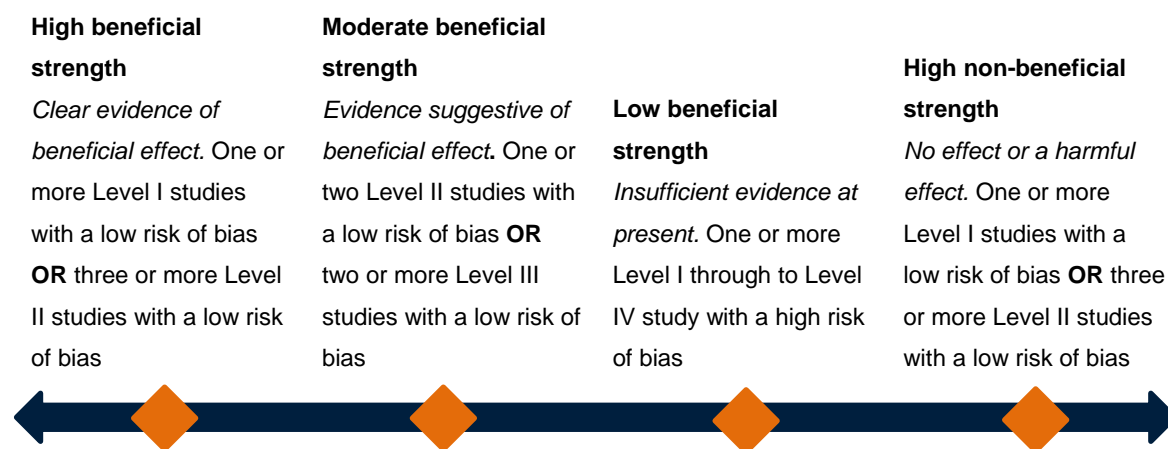 High beneficial
strength
Clear evidence of
beneficial effect. One or
more Level I studies
with a low risk of bias
OR three or more Level
II studies with a low risk
of bias
Moderate beneficial
strength
Evidence suggestive of
beneficial effect. One or
two Level II studies with
a low risk of bias OR
two or more Level III
studies with a low risk of
bias
Low beneficial
strength
Insufficient evidence at
present. One or more
Level I through to Level
IV study with a high risk
of bias
High non-beneficial
strength
No effect or a harmful
effect. One or more
Level I studies with a
low risk of bias OR three
or more Level II studies
with a low risk of bias